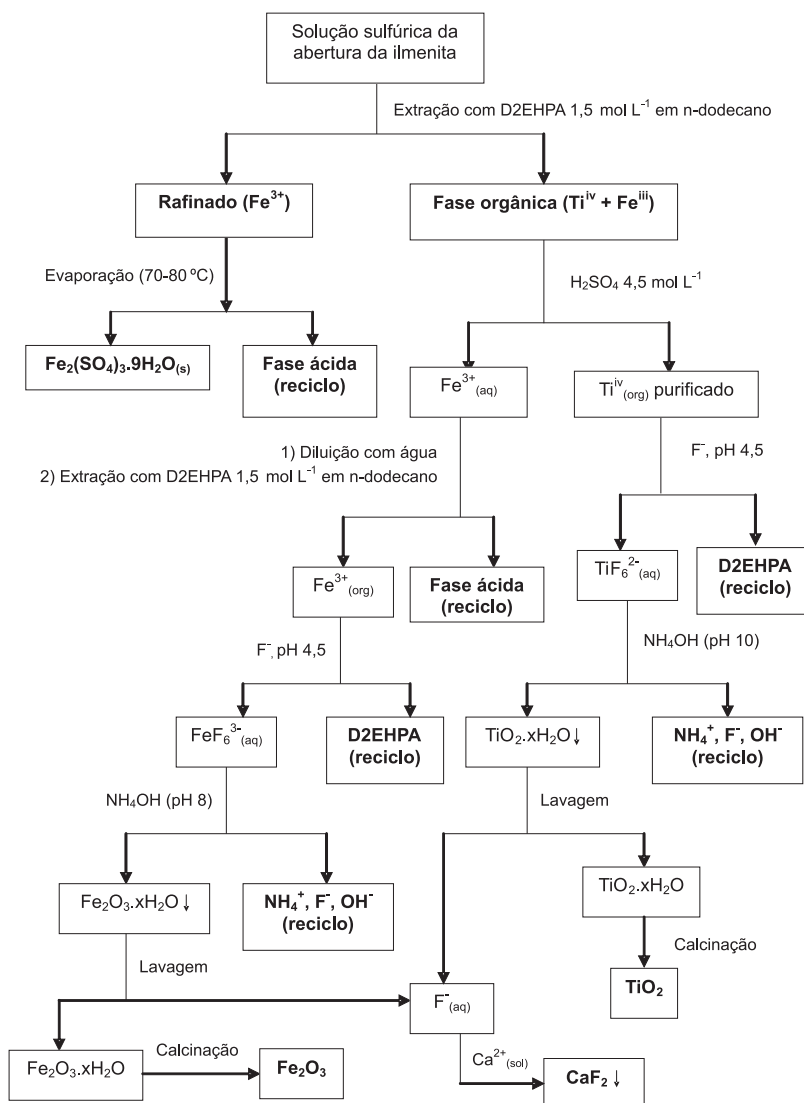 Solução sulfúrica da
abertura da ilmenita
Extração com D2EHPA 1,5 mol L⁻¹ em n-dodecano
Rafinado (Fe³⁺)
Fase orgânica (Tiⁱᵛ + Feⁱⁱⁱ)
Evaporação (70-80 ºC)
H₂SO₄ 4,5 mol L⁻¹
Fe₂(SO₄)₃.9H₂O₍ₛ₎
Fase ácida
(reciclo)
Fe³⁺(aq)
Tiⁱᵛ(org) purificado
1) Diluição com água
2) Extração com D2EHPA 1,5 mol L⁻¹ em n-dodecano
F⁻, pH 4,5
Fe³⁺(org)
Fase ácida
(reciclo)
TiF₆²⁻(aq)
D2EHPA
(reciclo)
F⁻, pH 4,5
NH₄OH (pH 10)
FeF₆³⁻(aq)
D2EHPA
(reciclo)
TiO₂.xH₂O ↓
NH₄⁺, F⁻, OH⁻
(reciclo)
NH₄OH (pH 8)
Lavagem
Fe₂O₃.xH₂O ↓
NH₄⁺, F⁻, OH⁻
(reciclo)
TiO₂.xH₂O
Lavagem
Calcinação
F⁻(aq)
TiO₂
Fe₂O₃.xH₂O
Calcinação
Fe₂O₃
Ca²⁺(sol)
CaF₂ ↓